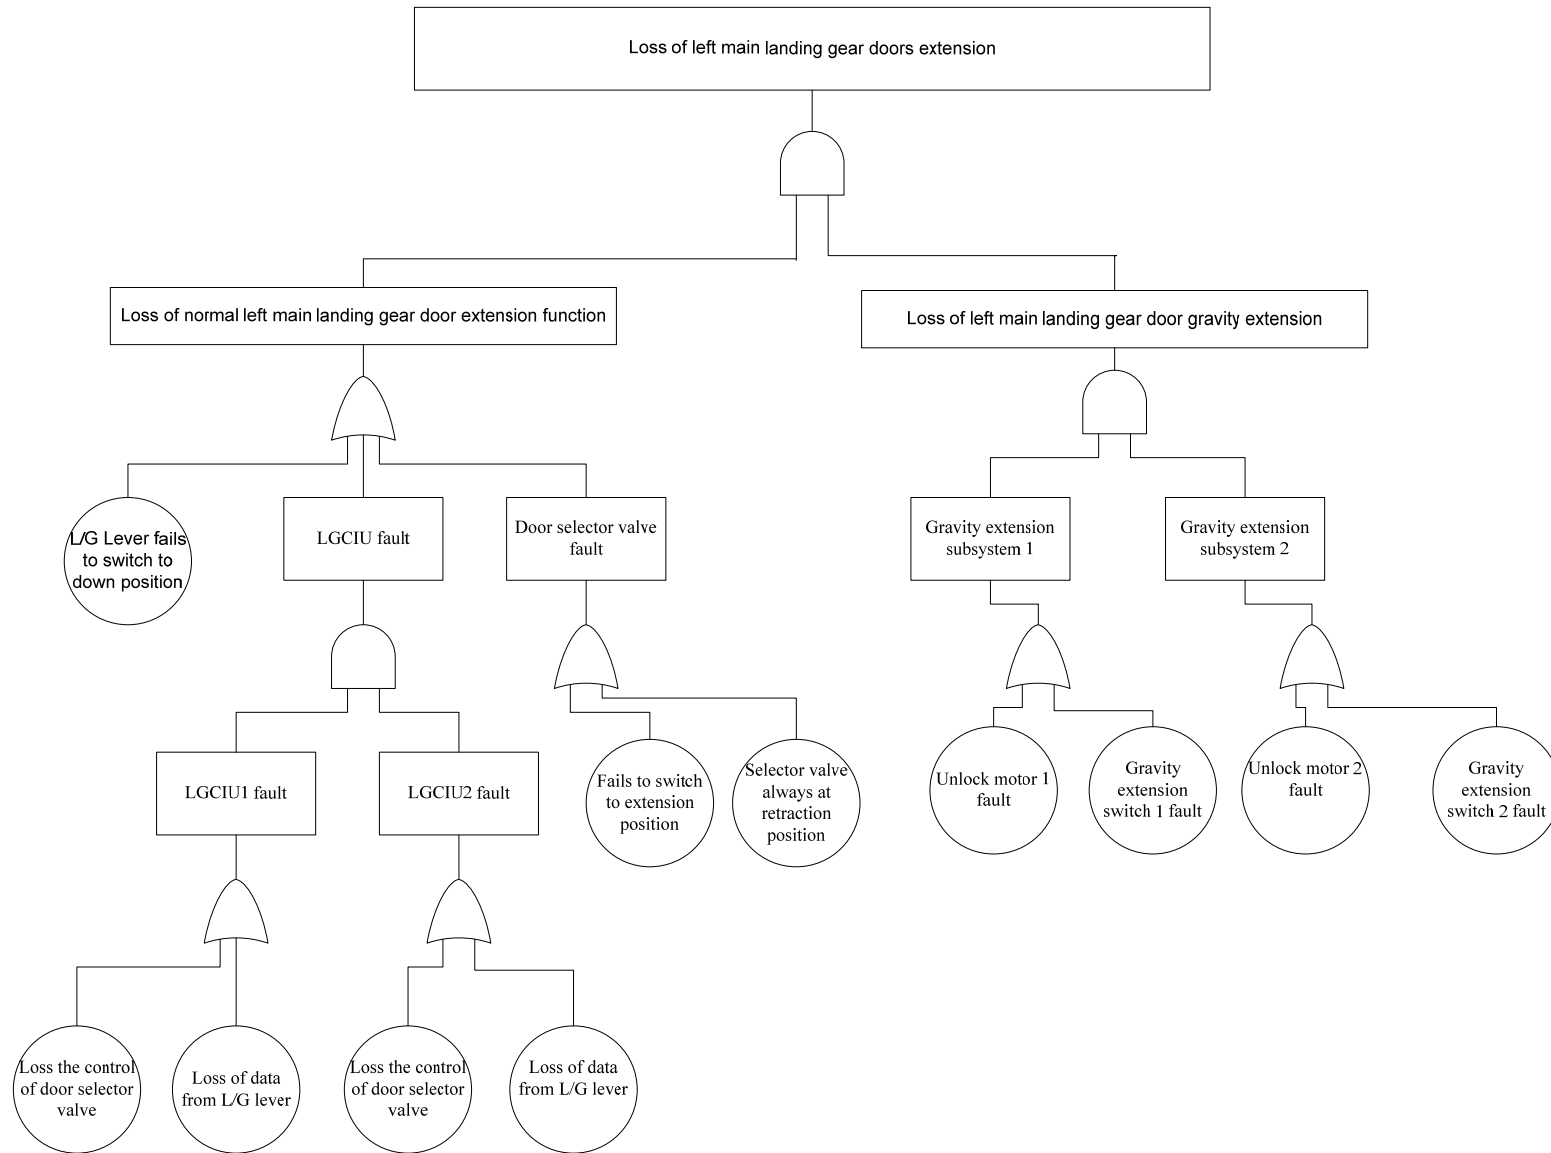 Loss of left main landing gear doors extension
Loss of normal left main landing gear door extension function
Loss of left main landing gear door gravity extension
L/G Lever fails
to switch to
down position
LGCIU fault
Door selector valve
fault
Gravity extension
subsystem 1
Gravity extension
subsystem 2
LGCIU1 fault
LGCIU2 fault
Fails to switch
to extension
position
Selector valve
always at
retraction
position
Unlock motor 1
fault
Gravity
extension
switch 1 fault
Unlock motor 2
fault
Gravity
extension
switch 2 fault
Loss the control
of door selector
valve
Loss of data
from L/G lever
Loss the control
of door selector
valve
Loss of data
from L/G lever